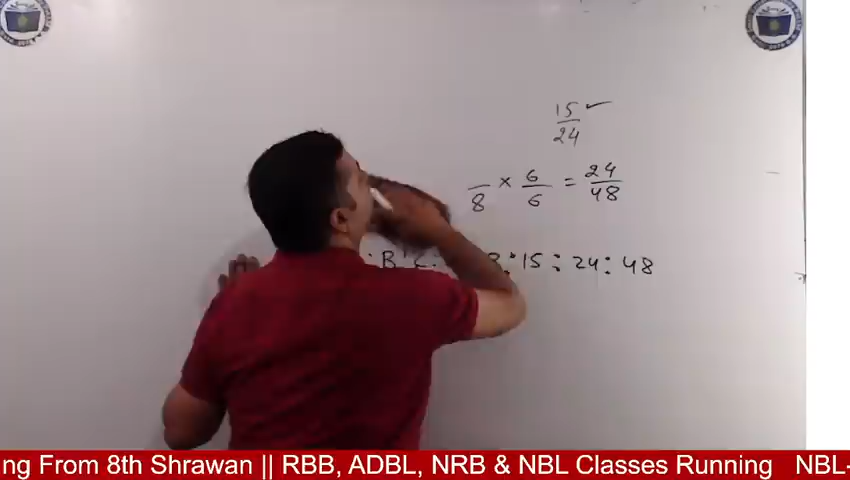 15
24
8 × 6/6 = 24/48
: B : C : 8 : 15 : 24 : 48
ng From 8th Shrawan || RBB, ADBL, NRB & NBL Classes Running NBL-